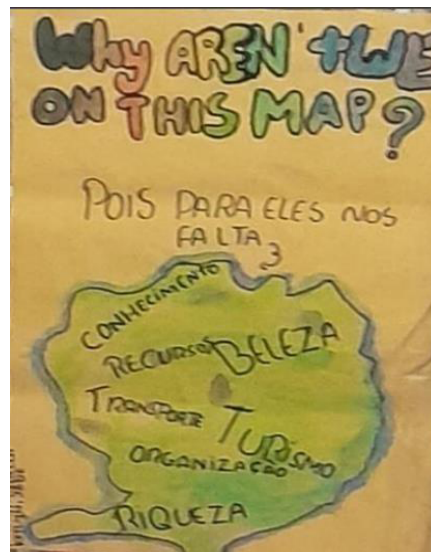 Why AREN'T WE
ON THIS MAP?
POIS PARA ELES NOS
FALTA
CONHECIMENTO
RECURSOS BELEZA
TRANSPORTE TURISMO
ORGANIZAÇÃO
RIQUEZA